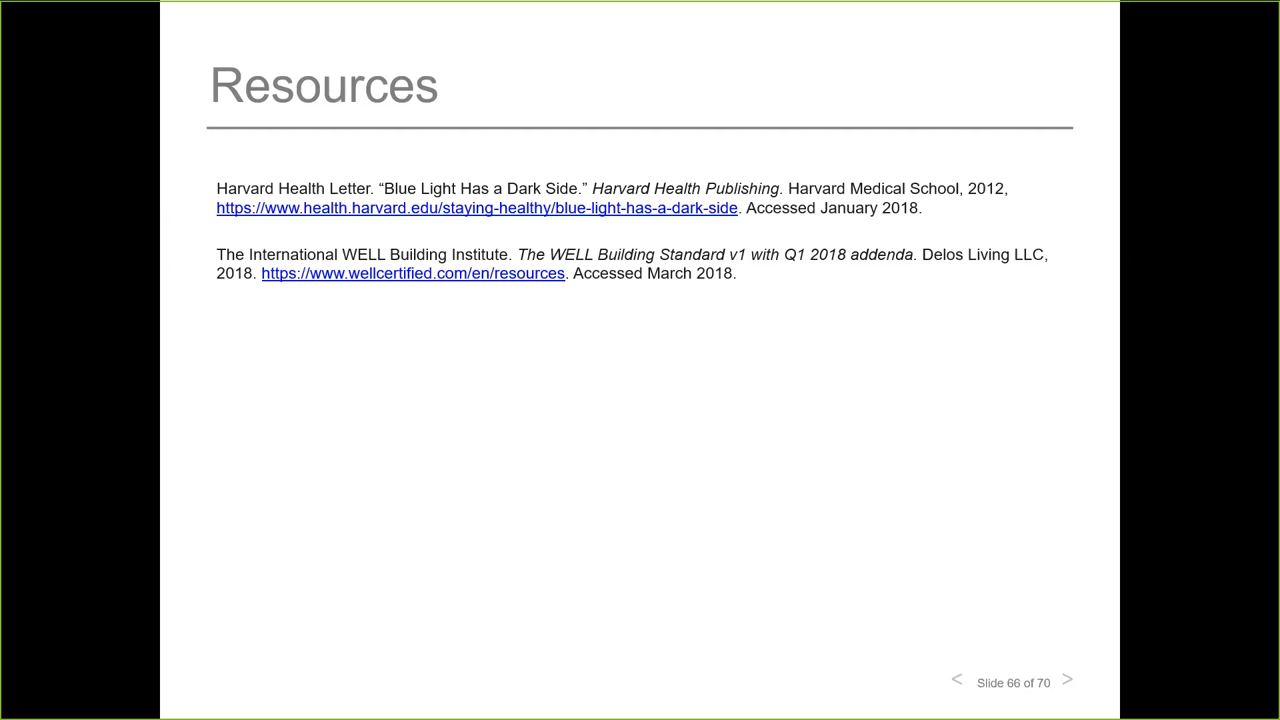 Resources
Harvard Health Letter. “Blue Light Has a Dark Side.” Harvard Health Publishing. Harvard Medical School, 2012,
https://www.health.harvard.edu/staying-healthy/blue-light-has-a-dark-side. Accessed January 2018.
The International WELL Building Institute. The WELL Building Standard v1 with Q1 2018 addenda. Delos Living LLC,
2018. https://www.wellcertified.com/en/resources. Accessed March 2018.
< Slide 66 of 70 >